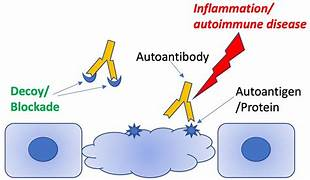 Inflammation/
autoimmune disease
Autoantibody
Decoy/
Blockade
Autoantigen
/Protein